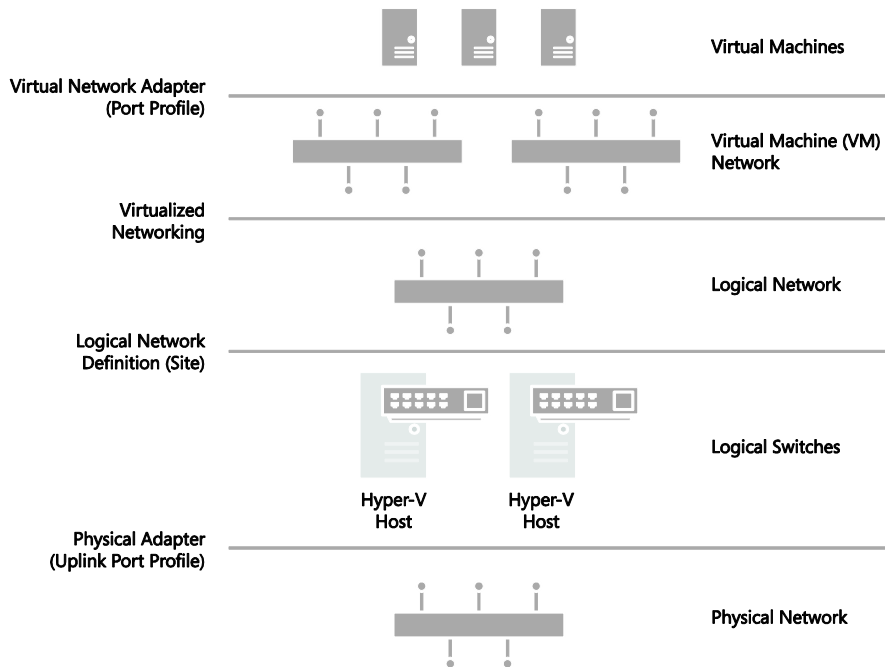 Virtual Machines
Virtual Network Adapter
(Port Profile)
Virtual Machine (VM)
Network
Virtualized
Networking
Logical Network
Logical Network
Definition (Site)
Logical Switches
Hyper-V
Host
Hyper-V
Host
Physical Adapter
(Uplink Port Profile)
Physical Network